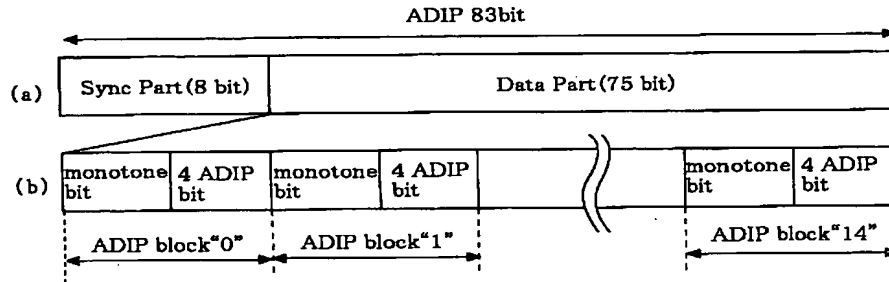 ADIP 83bit
(a)
Sync Part(8 bit)
Data Part(75 bit)
(b)
monotone
bit
4 ADIP
bit
monotone
bit
4 ADIP
bit
monotone
bit
4 ADIP
bit
ADIP block“0”
ADIP block“1”
ADIP block“14”